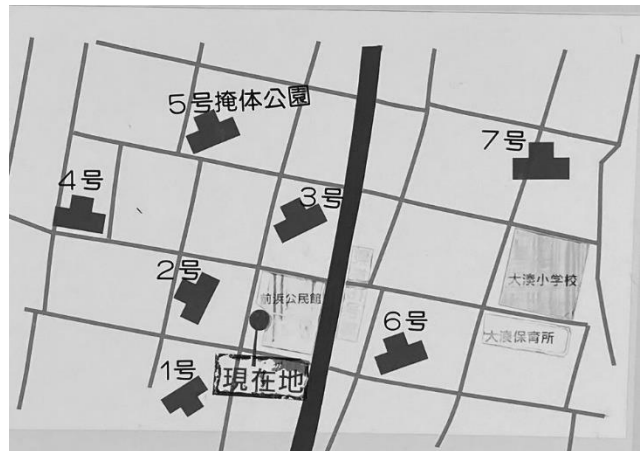 5号掩体公園
7号
4号
3号
大湊小学校
2号
前浜公民館
6号
大湊保育所
1号
現在地